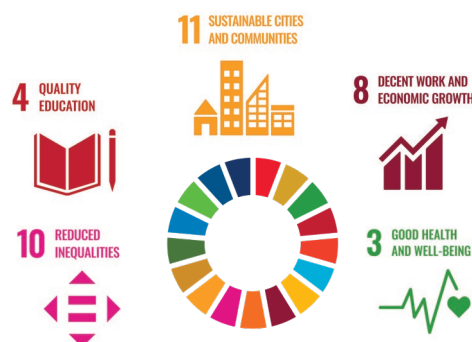 11 SUSTAINABLE CITIES
AND COMMUNITIES
4 QUALITY
EDUCATION
8 DECENT WORK AND
ECONOMIC GROWTH
10 REDUCED
INEQUALITIES
3 GOOD HEALTH
AND WELL-BEING